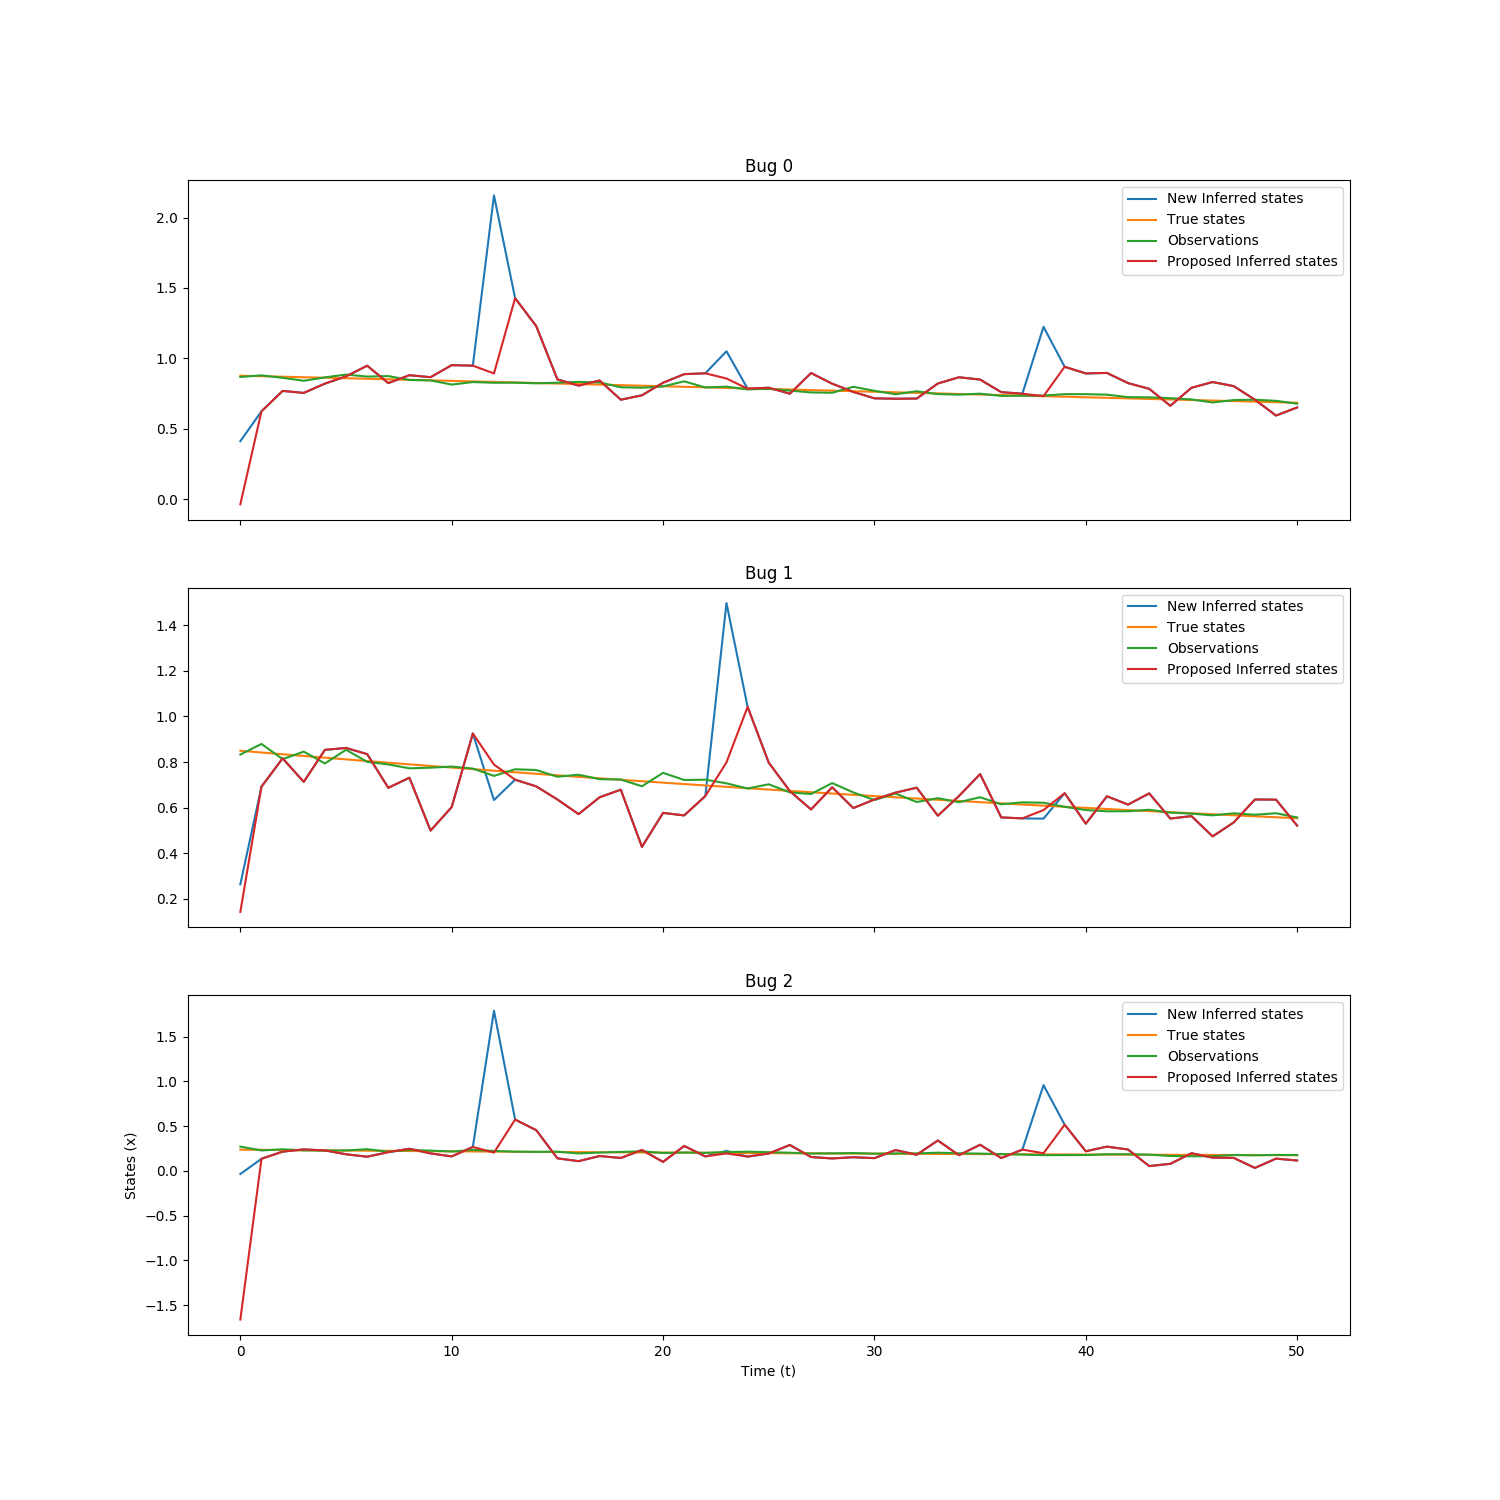 Bug 0
2.0
1.5
1.0
0.5
0.0
New Inferred states
True states
Observations
Proposed Inferred states
Bug 1
1.4
1.2
1.0
0.8
0.6
0.4
0.2
New Inferred states
True states
Observations
Proposed Inferred states
Bug 2
States (x)
1.5
1.0
0.5
0.0
−0.5
−1.0
−1.5
New Inferred states
True states
Observations
Proposed Inferred states
0 10 20 30 40 50
Time (t)